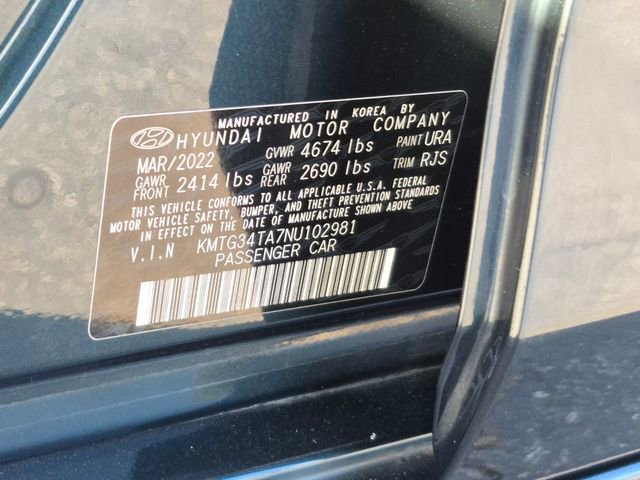 MANUFACTURED IN KOREA BY
HYUNDAI MOTOR COMPANY
MAR/2022 GVWR 4674 lbs PAINT URA
GAWR FRONT 2414 lbs GAWR REAR 2690 lbs TRIM RJS
THIS VEHICLE CONFORMS TO ALL APPLICABLE U.S.A. FEDERAL
MOTOR VEHICLE SAFETY, BUMPER, AND THEFT PREVENTION STANDARDS
IN EFFECT ON THE DATE OF MANUFACTURE SHOWN ABOVE.
V.I.N KMTG34TA7NU102981
PASSENGER CAR